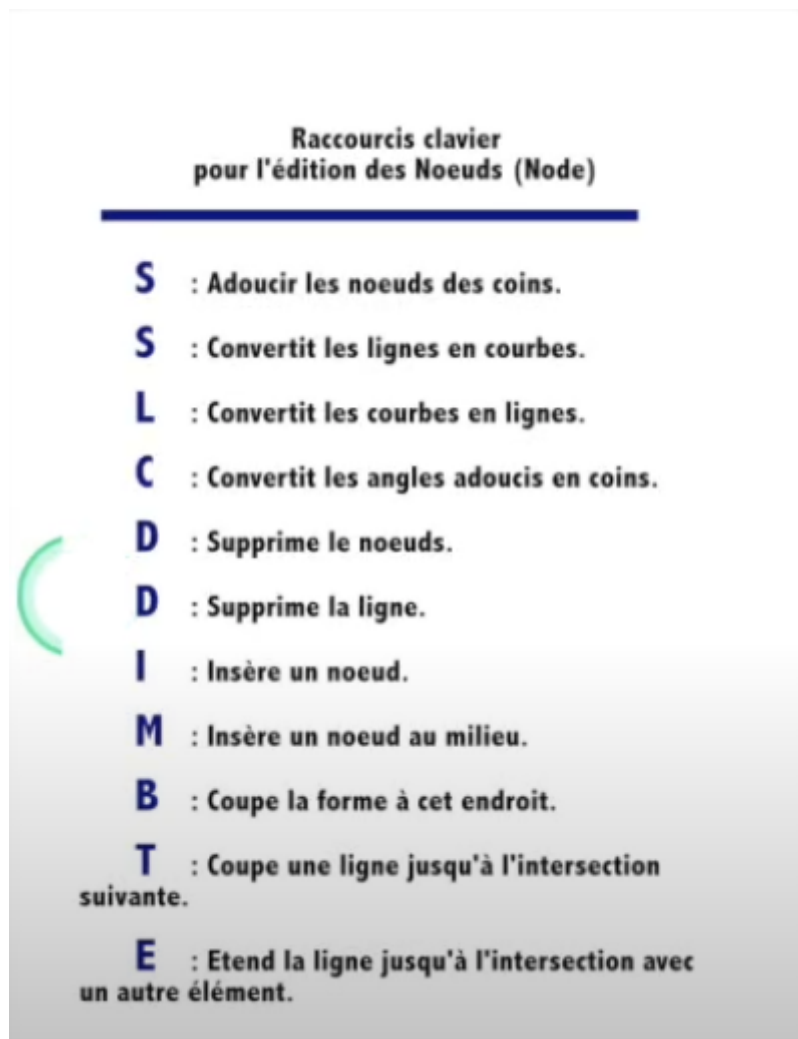 Raccourcis clavier
pour l'édition des Noeuds (Node)
S : Adoucir les noeuds des coins.
S : Convertit les lignes en courbes.
L : Convertit les courbes en lignes.
C : Convertit les angles adoucis en coins.
D : Supprime le noeuds.
D : Supprime la ligne.
I : Insère un noeud.
M : Insère un noeud au milieu.
B : Coupe la forme à cet endroit.
T : Coupe une ligne jusqu'à l'intersection
suivante.
E : Etend la ligne jusqu'à l'intersection avec
un autre élément.